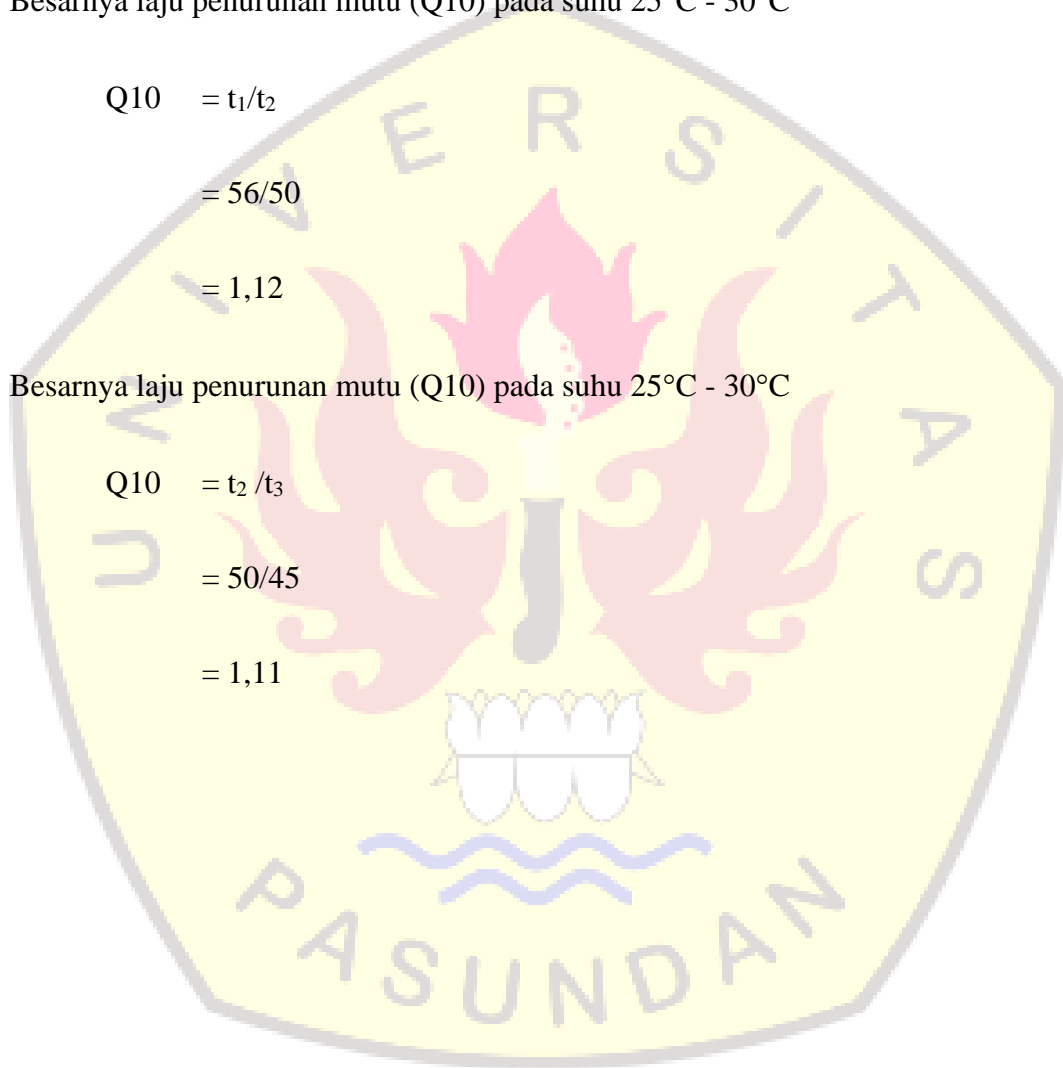 Besarnya laju penurunan mutu (Q10) pada suhu 25°C - 30°C
Q10 = t₁/t₂
= 56/50
= 1,12
Besarnya laju penurunan mutu (Q10) pada suhu 25°C - 30°C
Q10 = t₂ /t₃
= 50/45
= 1,11
UNIVERSITAS
PASUNDAN